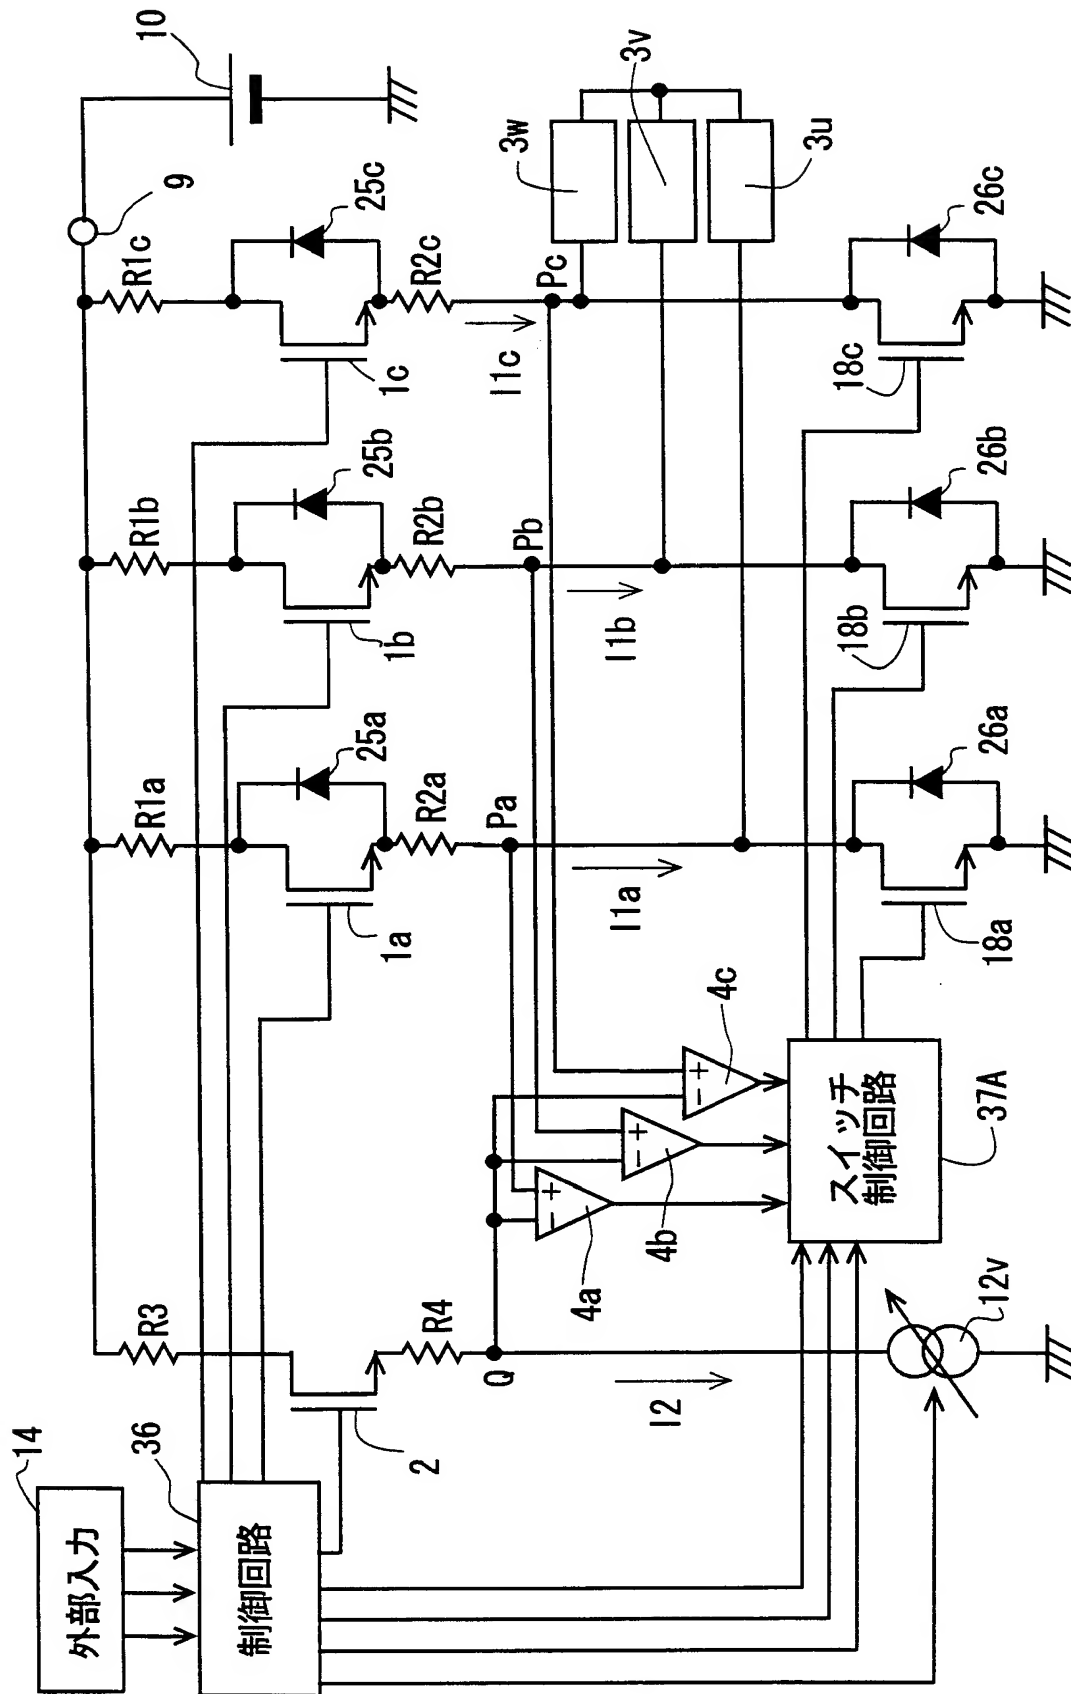 14
外部入力
36
制御回路
R3
R1a
R1b
R1c
9
10
25a
25b
25c
2
1a
1b
1c
R4
R2a
R2b
R2c
Q
Pa
Pb
Pc
I2
I1a
I1b
I1c
3w
3v
3u
+
−
4a
+
−
4b
+
−
4c
スイッチ
制御回路
37A
12v
18a
18b
18c
26a
26b
26c